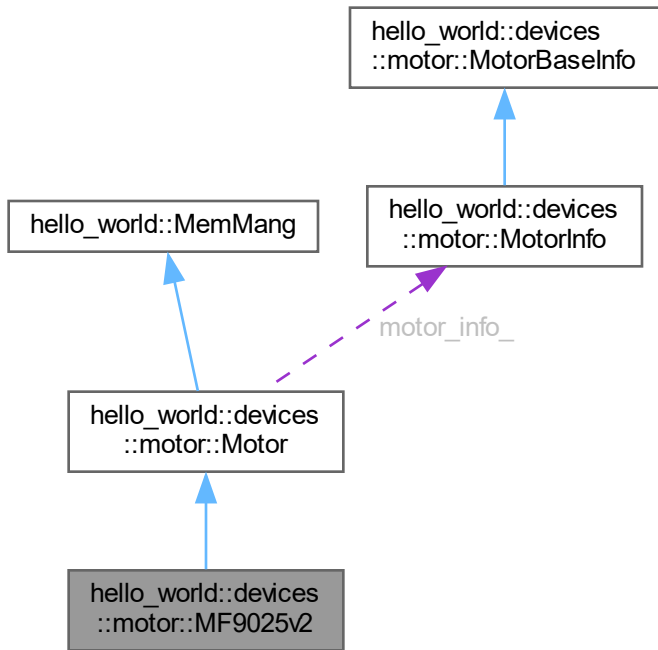 hello_world::devices
::motor::MotorBaseInfo
hello_world::MemMang
hello_world::devices
::motor::MotorInfo
motor_info_
hello_world::devices
::motor::Motor
hello_world::devices
::motor::MF9025v2